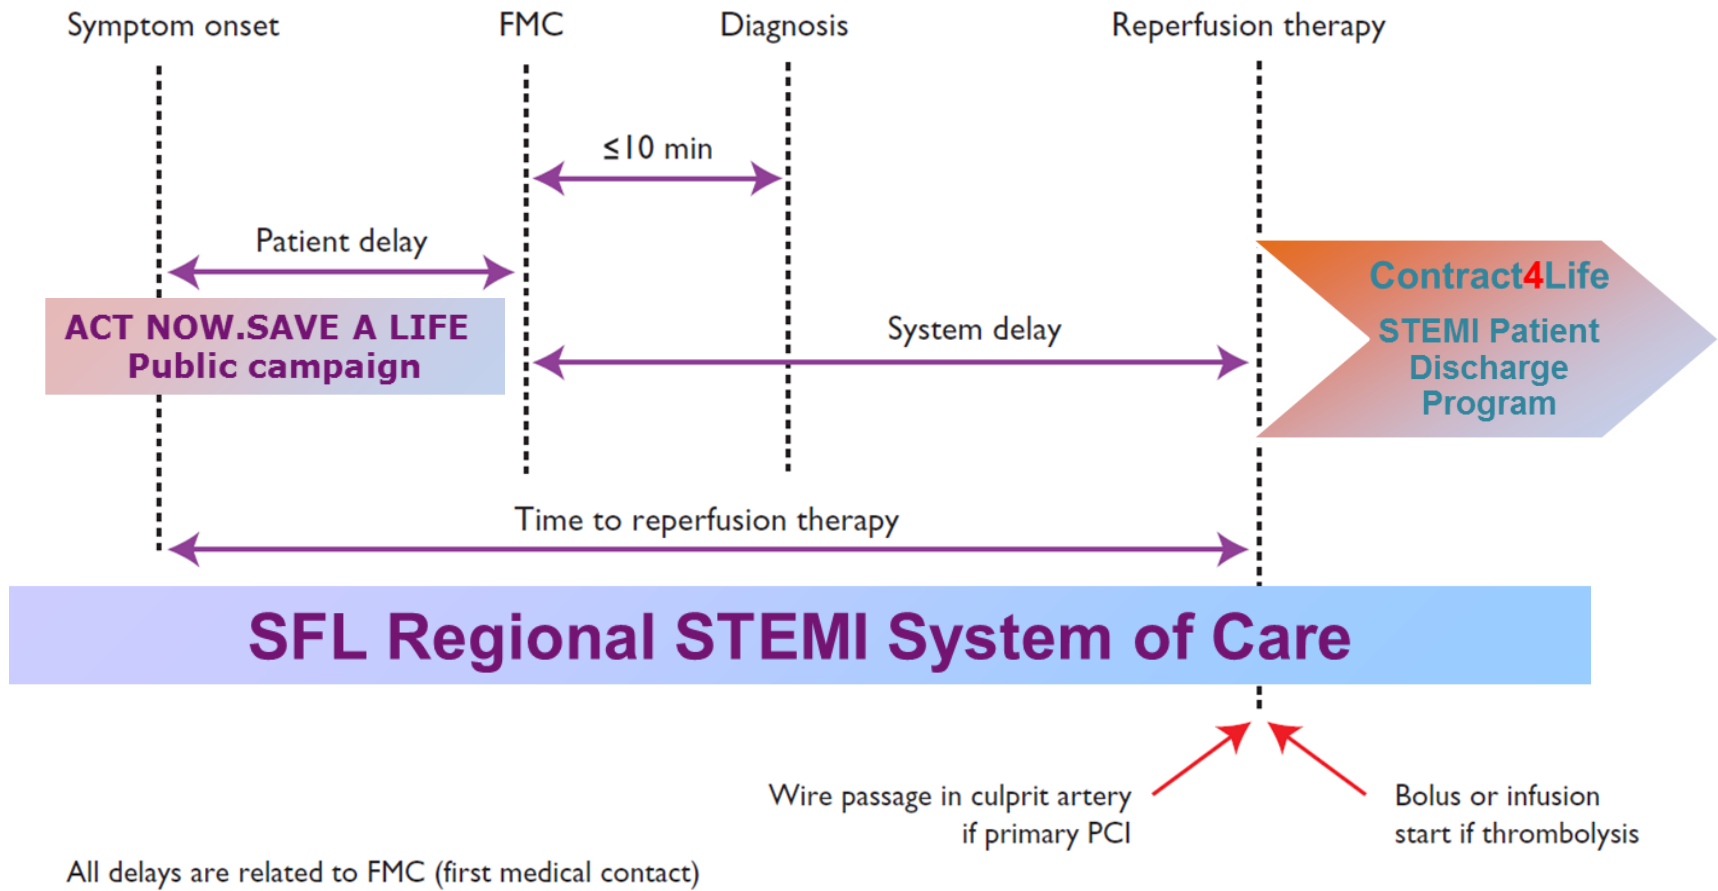 Symptom onset
FMC
Diagnosis
Reperfusion therapy
≤10 min
Patient delay
ACT NOW.SAVE A LIFE
Public campaign
System delay
Contract4Life
STEMI Patient
Discharge
Program
Time to reperfusion therapy
SFL Regional STEMI System of Care
Wire passage in culprit artery
if primary PCI
Bolus or infusion
start if thrombolysis
All delays are related to FMC (first medical contact)